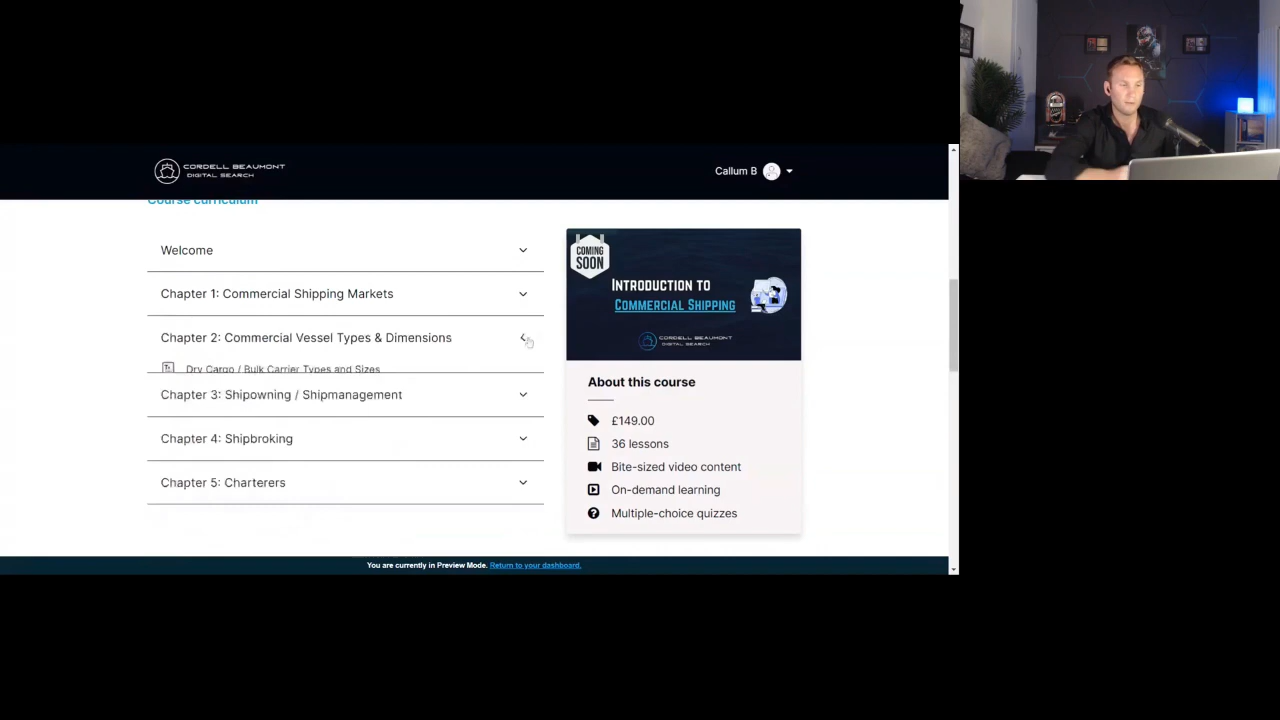 CORDELL BEAUMONT
DIGITAL SEARCH
Callum B
Course curriculum
Welcome
Chapter 1: Commercial Shipping Markets
Chapter 2: Commercial Vessel Types & Dimensions
Dry Cargo / Bulk Carrier Types and Sizes
Chapter 3: Shipowning / Shipmanagement
Chapter 4: Shipbroking
Chapter 5: Charterers
COMING
SOON
INTRODUCTION TO
COMMERCIAL SHIPPING
CORDELL BEAUMONT
DIGITAL SEARCH
About this course
£149.00
36 lessons
Bite-sized video content
On-demand learning
Multiple-choice quizzes
You are currently in Preview Mode. Return to your dashboard.